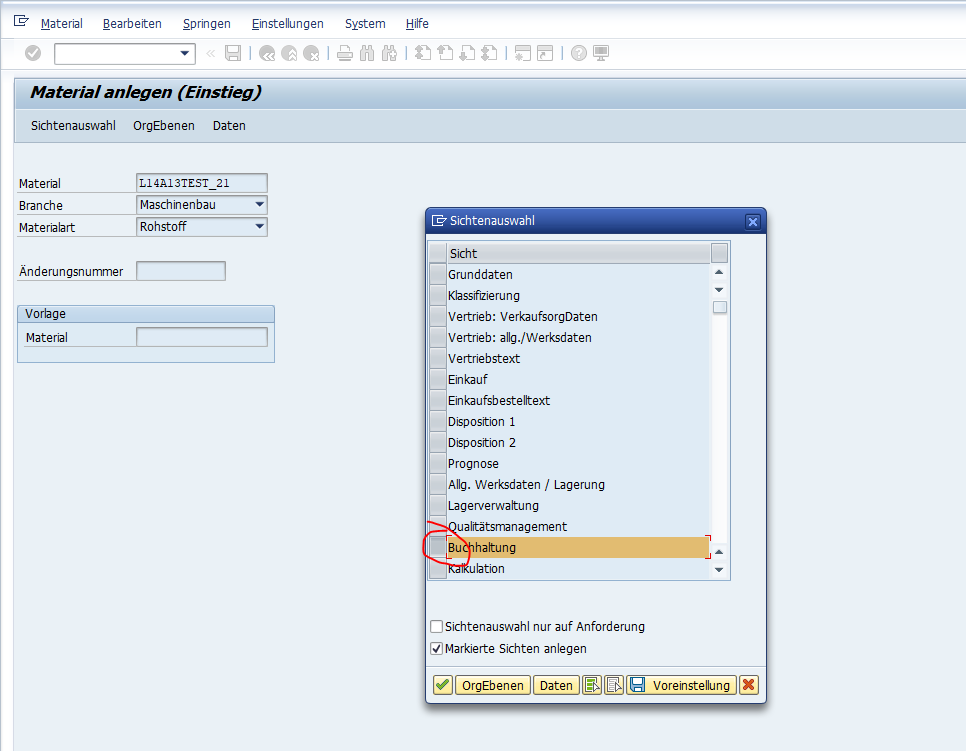 Material Bearbeiten Springen Einstellungen System Hilfe
Material anlegen (Einstieg)
Sichtenauswahl OrgEbenen Daten
Material L14A13TEST_21
Branche Maschinenbau
Materialart Rohstoff
Änderungsnummer
Vorlage
Material
Sichtenauswahl
Sicht
Grunddaten
Klassifizierung
Vertrieb: VerkaufsorgDaten
Vertrieb: allg./Werksdaten
Vertriebstext
Einkauf
Einkaufsbestelltext
Disposition 1
Disposition 2
Prognose
Allg. Werksdaten / Lagerung
Lagerverwaltung
Qualitätsmanagement
Buchhaltung
Kalkulation
Sichtenauswahl nur auf Anforderung
Markierte Sichten anlegen
OrgEbenen Daten Voreinstellung